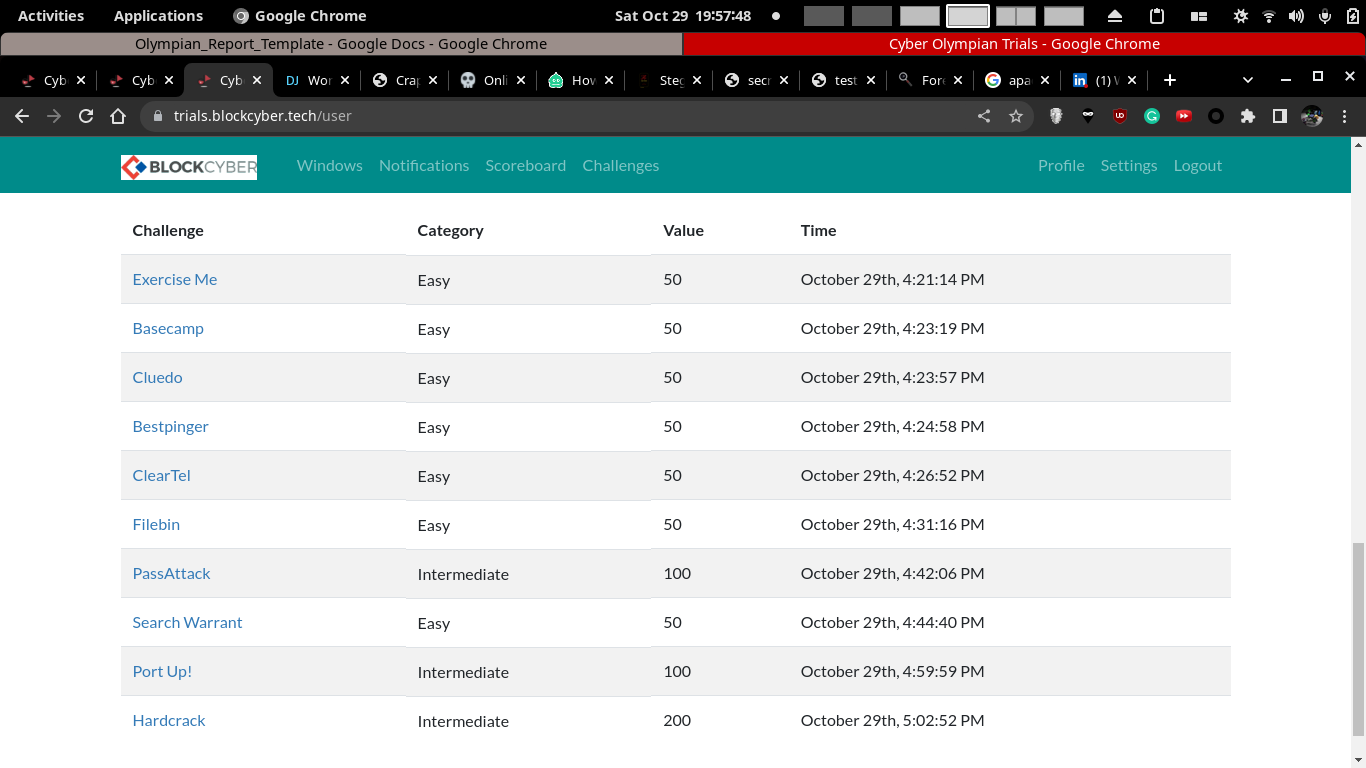 Activities Applications Google Chrome Sat Oct 29 19:57:48
Olympian_Report_Template - Google Docs - Google Chrome Cyber Olympian Trials - Google Chrome
Cyb Cyb Cyb DJ Wor Crap Onli How Steg secr test Fore G apa in (1) W
trials.blockcyber.tech/user
BLOCKCYBER Windows Notifications Scoreboard Challenges Profile Settings Logout
Challenge Category Value Time
Exercise Me Easy 50 October 29th, 4:21:14 PM
Basecamp Easy 50 October 29th, 4:23:19 PM
Cluedo Easy 50 October 29th, 4:23:57 PM
Bestpinger Easy 50 October 29th, 4:24:58 PM
ClearTel Easy 50 October 29th, 4:26:52 PM
Filebin Easy 50 October 29th, 4:31:16 PM
PassAttack Intermediate 100 October 29th, 4:42:06 PM
Search Warrant Easy 50 October 29th, 4:44:40 PM
Port Up! Intermediate 100 October 29th, 4:59:59 PM
Hardcrack Intermediate 200 October 29th, 5:02:52 PM